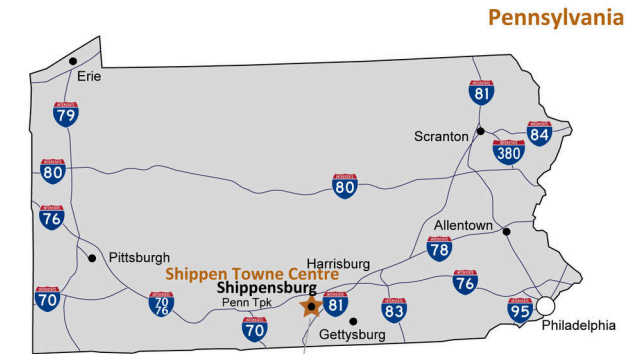 Pennsylvania
Erie
79
81
Scranton
84
380
80
80
76
Allentown
Pittsburgh
78
Harrisburg
Shippen Towne Centre
Shippensburg
76
70
70
76
Penn Tpk
81
83
95
70
Gettysburg
Philadelphia